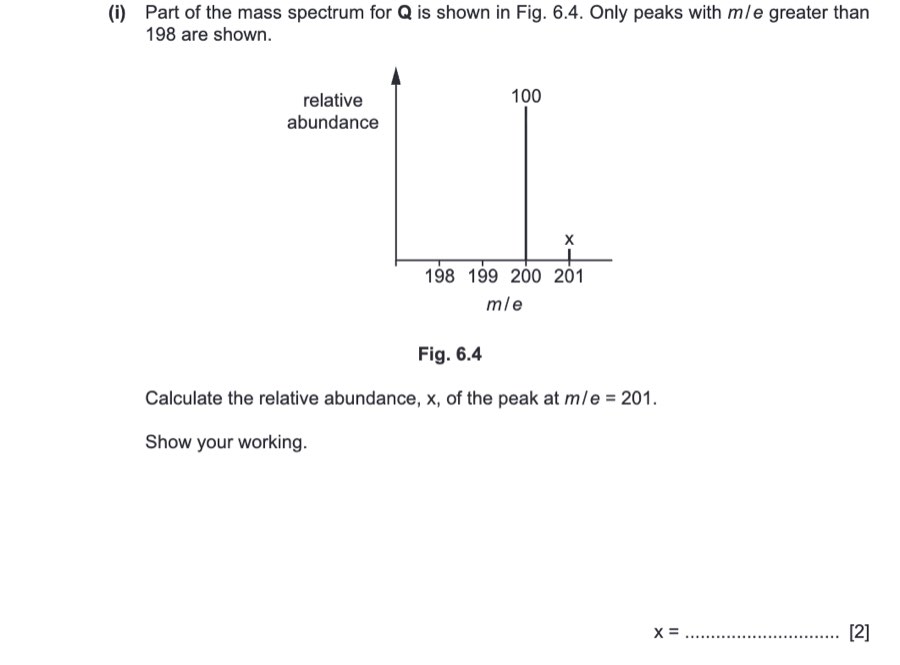 (i) Part of the mass spectrum for Q is shown in Fig. 6.4. Only peaks with m/e greater than
198 are shown.
relative
abundance
100
x
198 199 200 201
m/e
Fig. 6.4
Calculate the relative abundance, x, of the peak at m/e = 201.
Show your working.
x = .............................. [2]